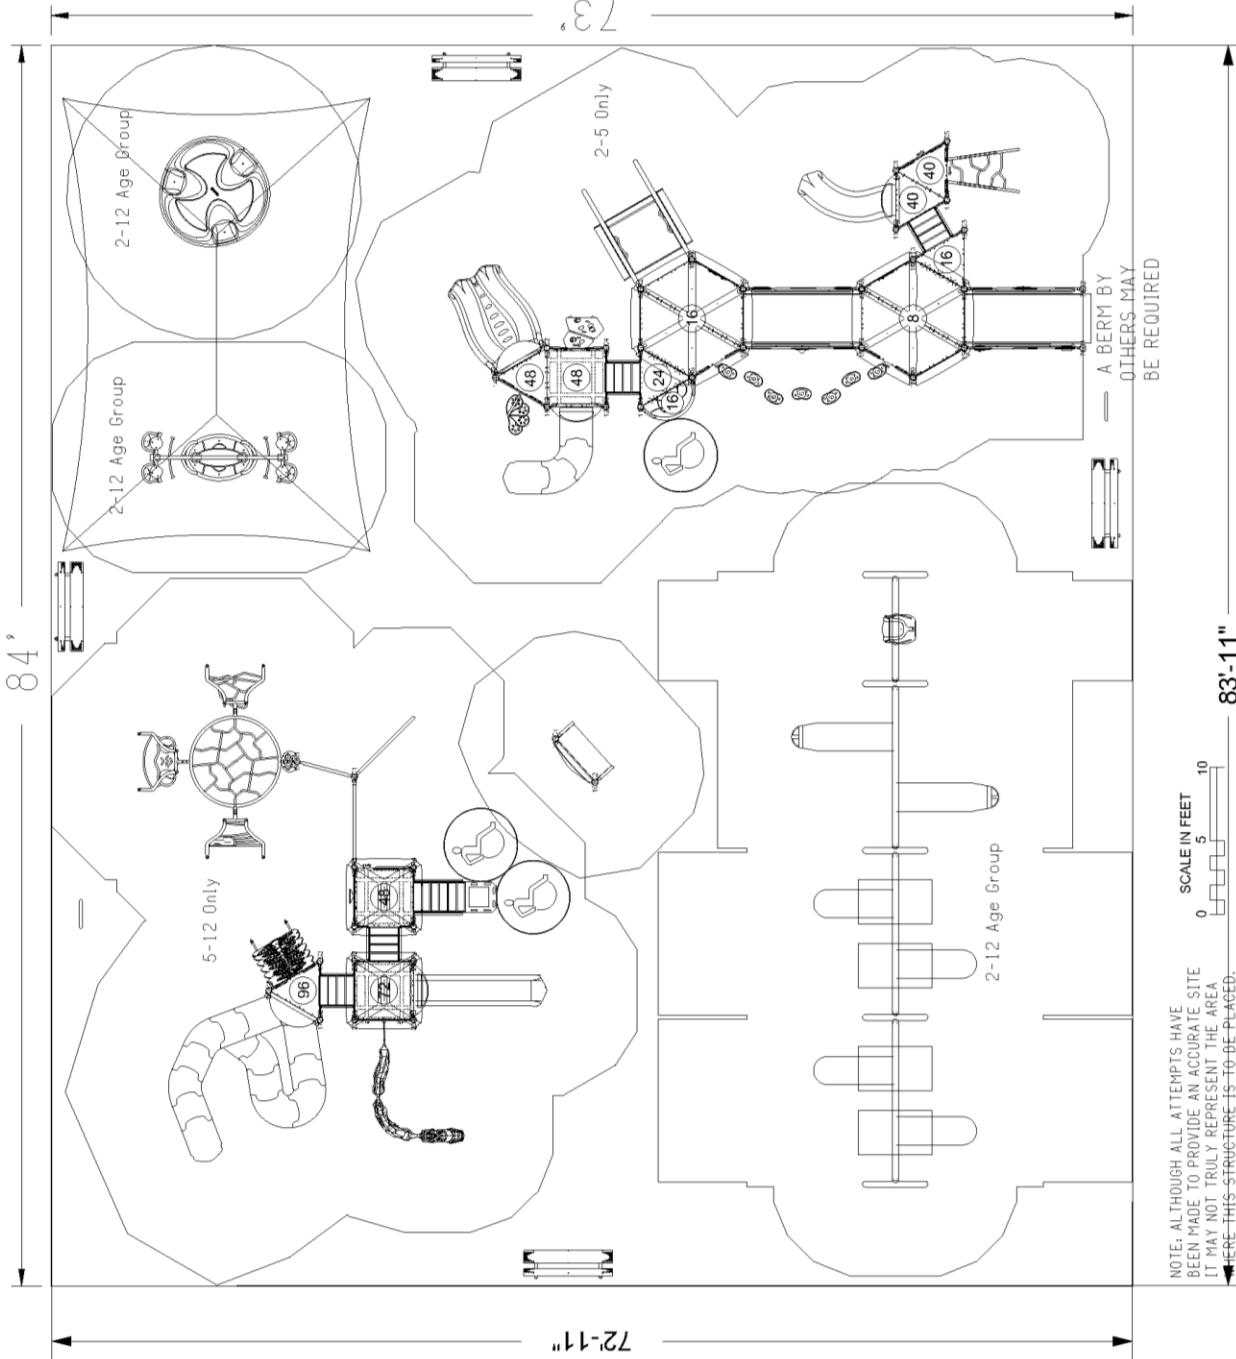 73'
84'
2-12 Age Group
2-12 Age Group
2-5 Only
40
40
16
16
8
48
48
24
16
A BERM BY
OTHERS MAY
BE REQUIRED
5-12 Only
96
48
72
2-12 Age Group
83'-11"
72'-11"
SCALE IN FEET
0 5 10
NOTE: ALTHOUGH ALL ATTEMPTS HAVE
BEEN MADE TO PROVIDE AN ACCURATE SITE
IT MAY NOT TRULY REPRESENT THE AREA
WHERE THIS STRUCTURE IS TO BE PLACED.